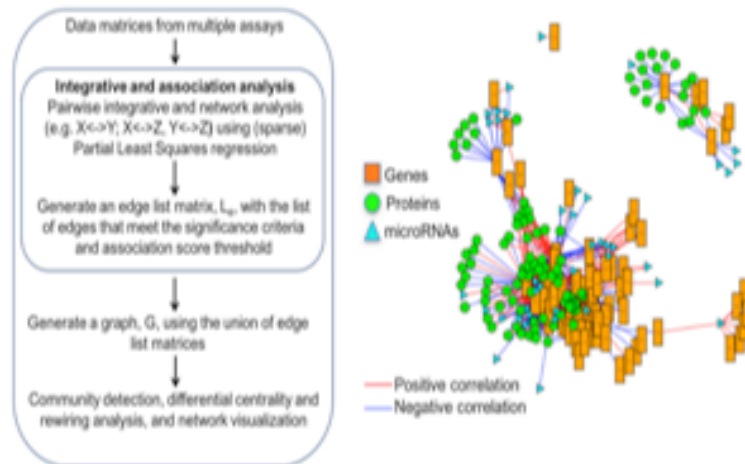 Data matrices from multiple assays
Integrative and association analysis
Pairwise integrative and network analysis
(e.g. X<->Y; X<->Z, Y<->Z) using (sparse)
Partial Least Squares regression
Generate an edge list matrix, Le, with the list
of edges that meet the significance criteria
and association score threshold
Generate a graph, G, using the union of edge
list matrices
Community detection, differential centrality and
rewiring analysis, and network visualization
Genes
Proteins
microRNAs
Positive correlation
Negative correlation